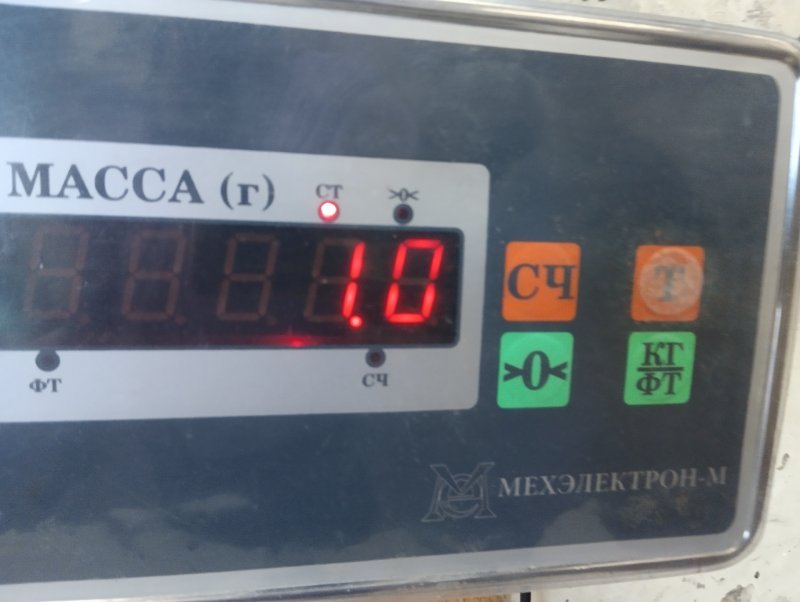 МАССА (г)
СТ
>0<
1.0
ФТ
СЧ
СЧ
Т
>0<
КГ
ФТ
МЕХЭЛЕКТРОН-М